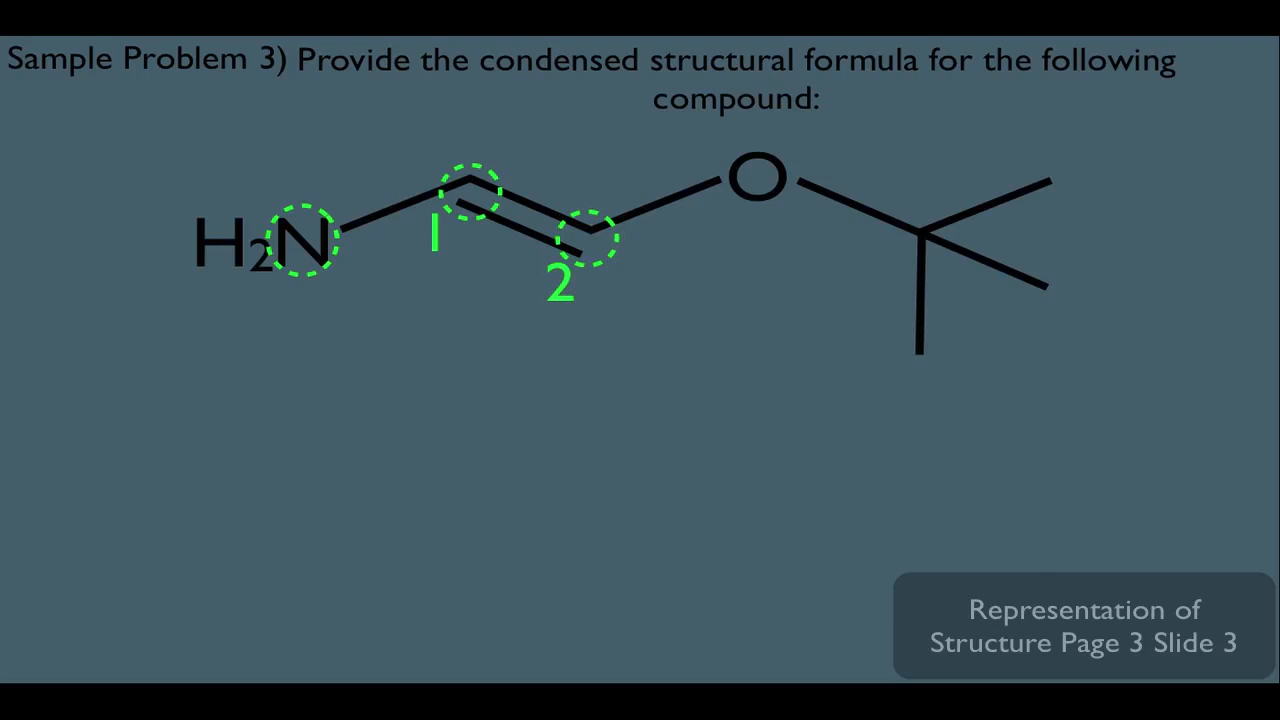 Sample Problem 3) Provide the condensed structural formula for the following
compound:
O
H₂N
1
2
Representation of
Structure Page 3 Slide 3